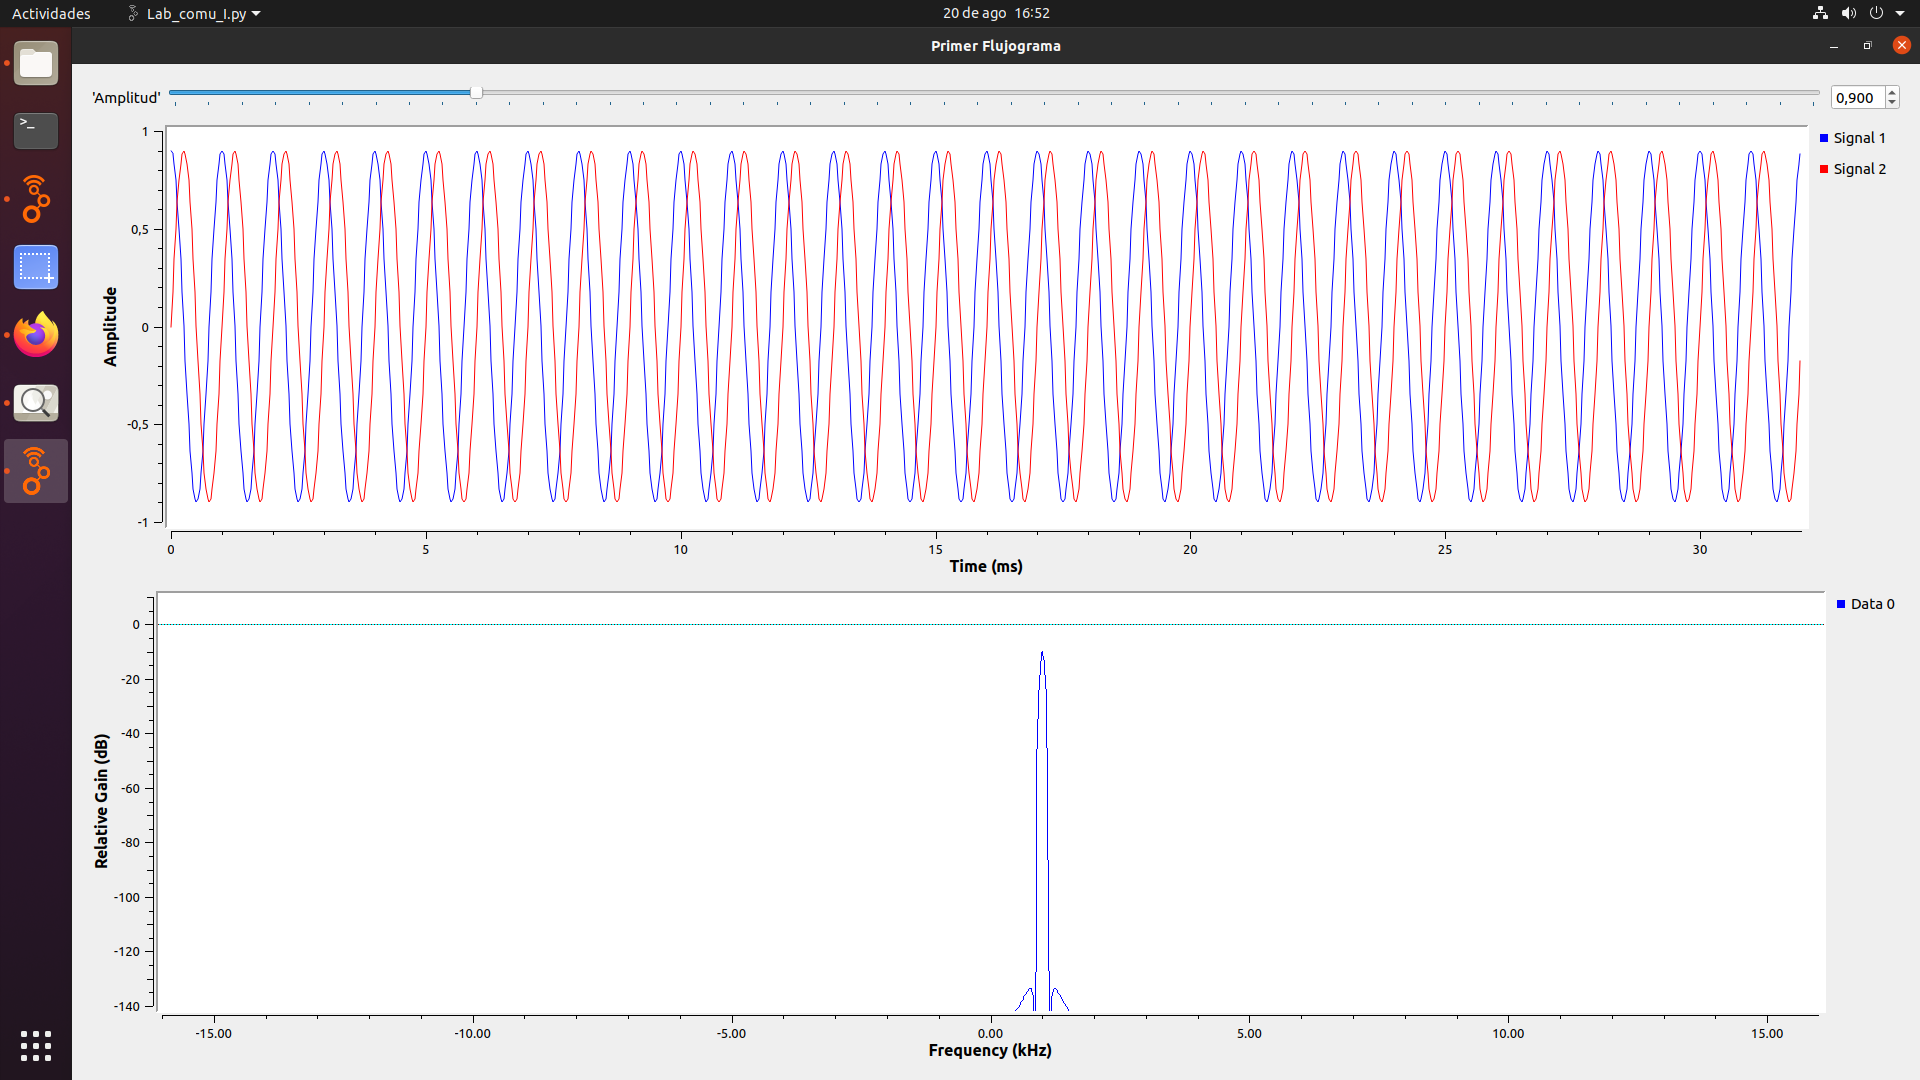 Actividades
Lab_comu_I.py
20 de ago 16:52
Primer Flujograma
'Amplitud'
0,900
1
0,5
0
-0,5
-1
Amplitude
0 5 10 15 20 25 30
Time (ms)
Signal 1
Signal 2
0
-20
-40
-60
-80
-100
-120
-140
Relative Gain (dB)
-15.00 -10.00 -5.00 0.00 5.00 10.00 15.00
Frequency (kHz)
Data 0